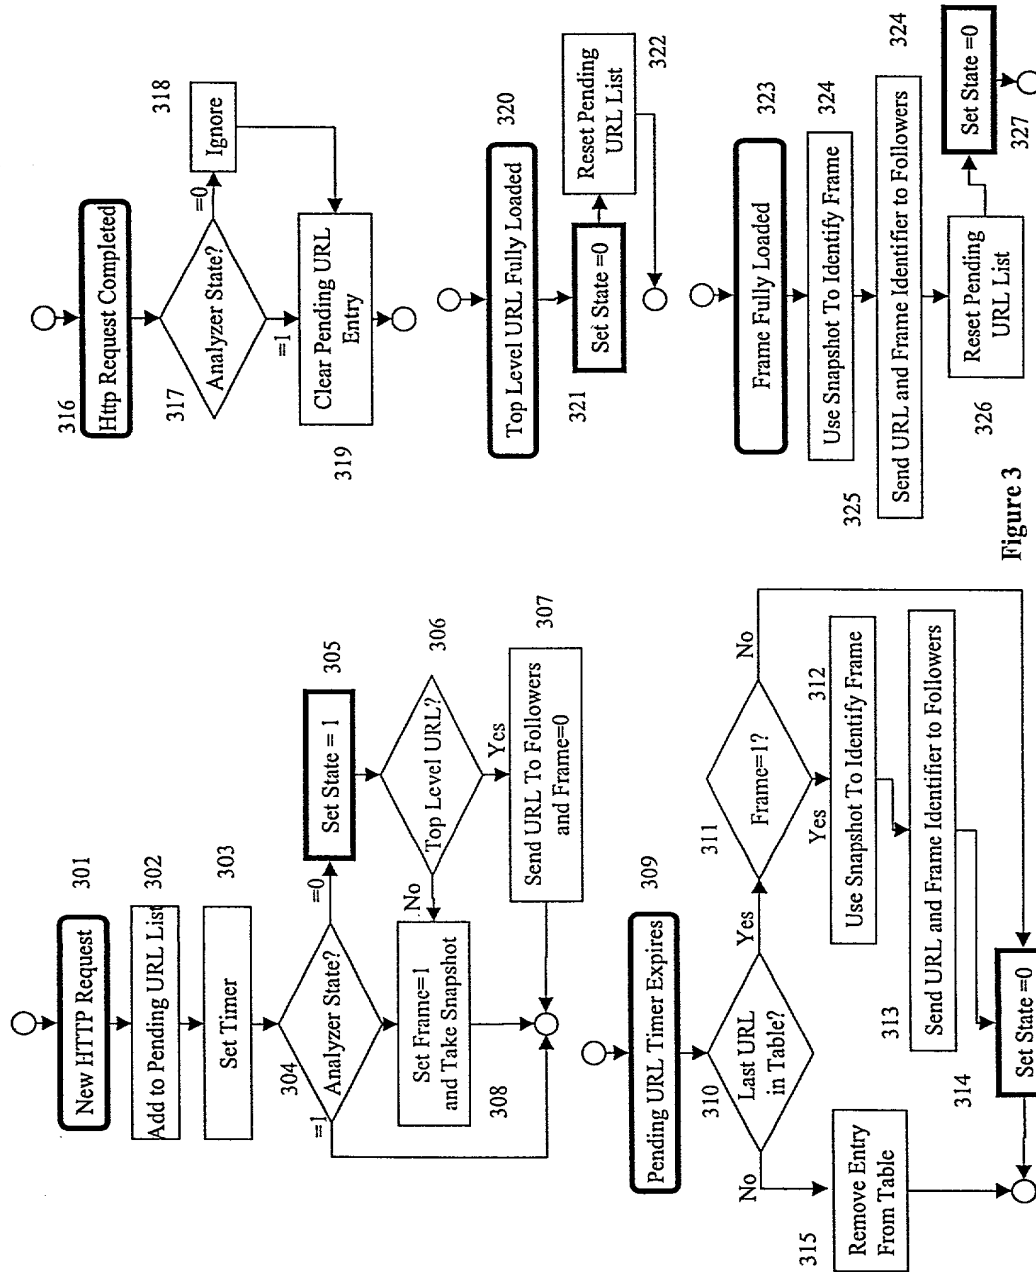 301
New HTTP Request
302
Add to Pending URL List
303
Set Timer
304
Analyzer State?
=0
=1
305
Set State = 1
306
Top Level URL?
No
Yes
307
Send URL To Followers
and Frame=0
Set Frame=1
and Take Snapshot
308
309
Pending URL Timer Expires
310
Last URL
in Table?
Yes
No
311
Frame=1?
No
Yes
312
Use Snapshot To Identify Frame
313
Send URL and Frame Identifier to Followers
314
Set State =0
315
Remove Entry
From Table
316
Http Request Completed
317
Analyzer State?
=0
=1
318
Ignore
Clear Pending URL
Entry
319
320
Top Level URL Fully Loaded
321
Set State =0
Reset Pending
URL List
322
323
Frame Fully Loaded
324
Use Snapshot To Identify Frame
325
324
Send URL and Frame Identifier to Followers
326
Reset Pending
URL List
Set State =0
327
Figure 3